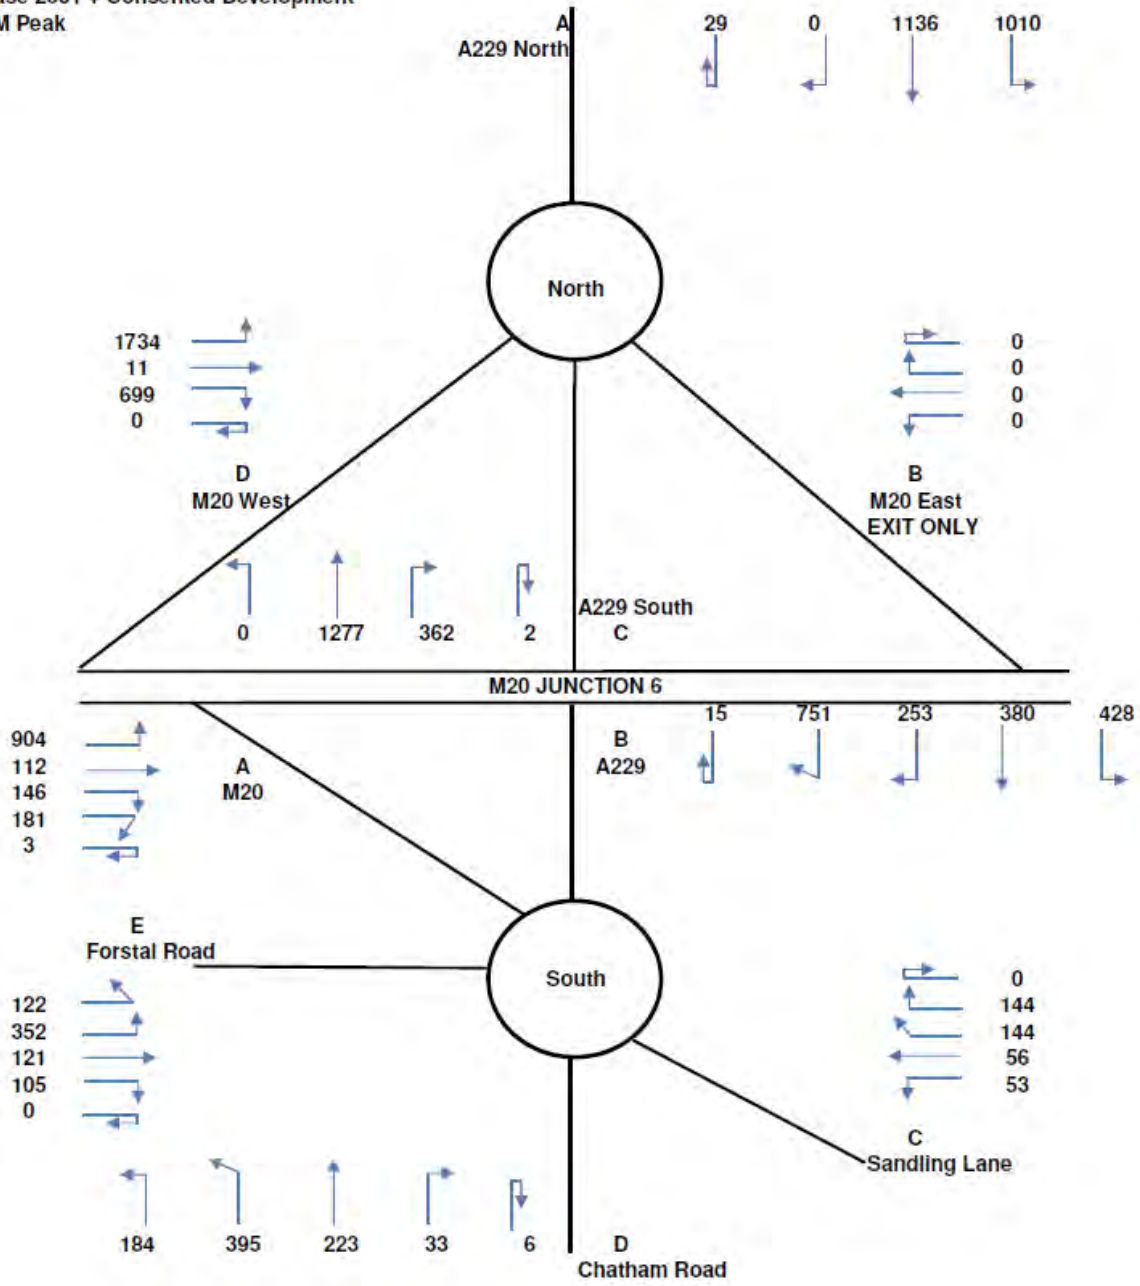 M Peak
A 29 0 1136 1010
A229 North
North
1734
11
699
0
0
0
0
0
D
M20 West
B
M20 East
EXIT ONLY
A229 South
0 1277 362 2 C
M20 JUNCTION 6
15 751 253 380 428
904
112
146
181
3
A
M20
B
A229
E
Forstal Road
South
122
352
121
105
0
0
144
144
56
53
C
Sandling Lane
184 395 223 33 6 D
Chatham Road